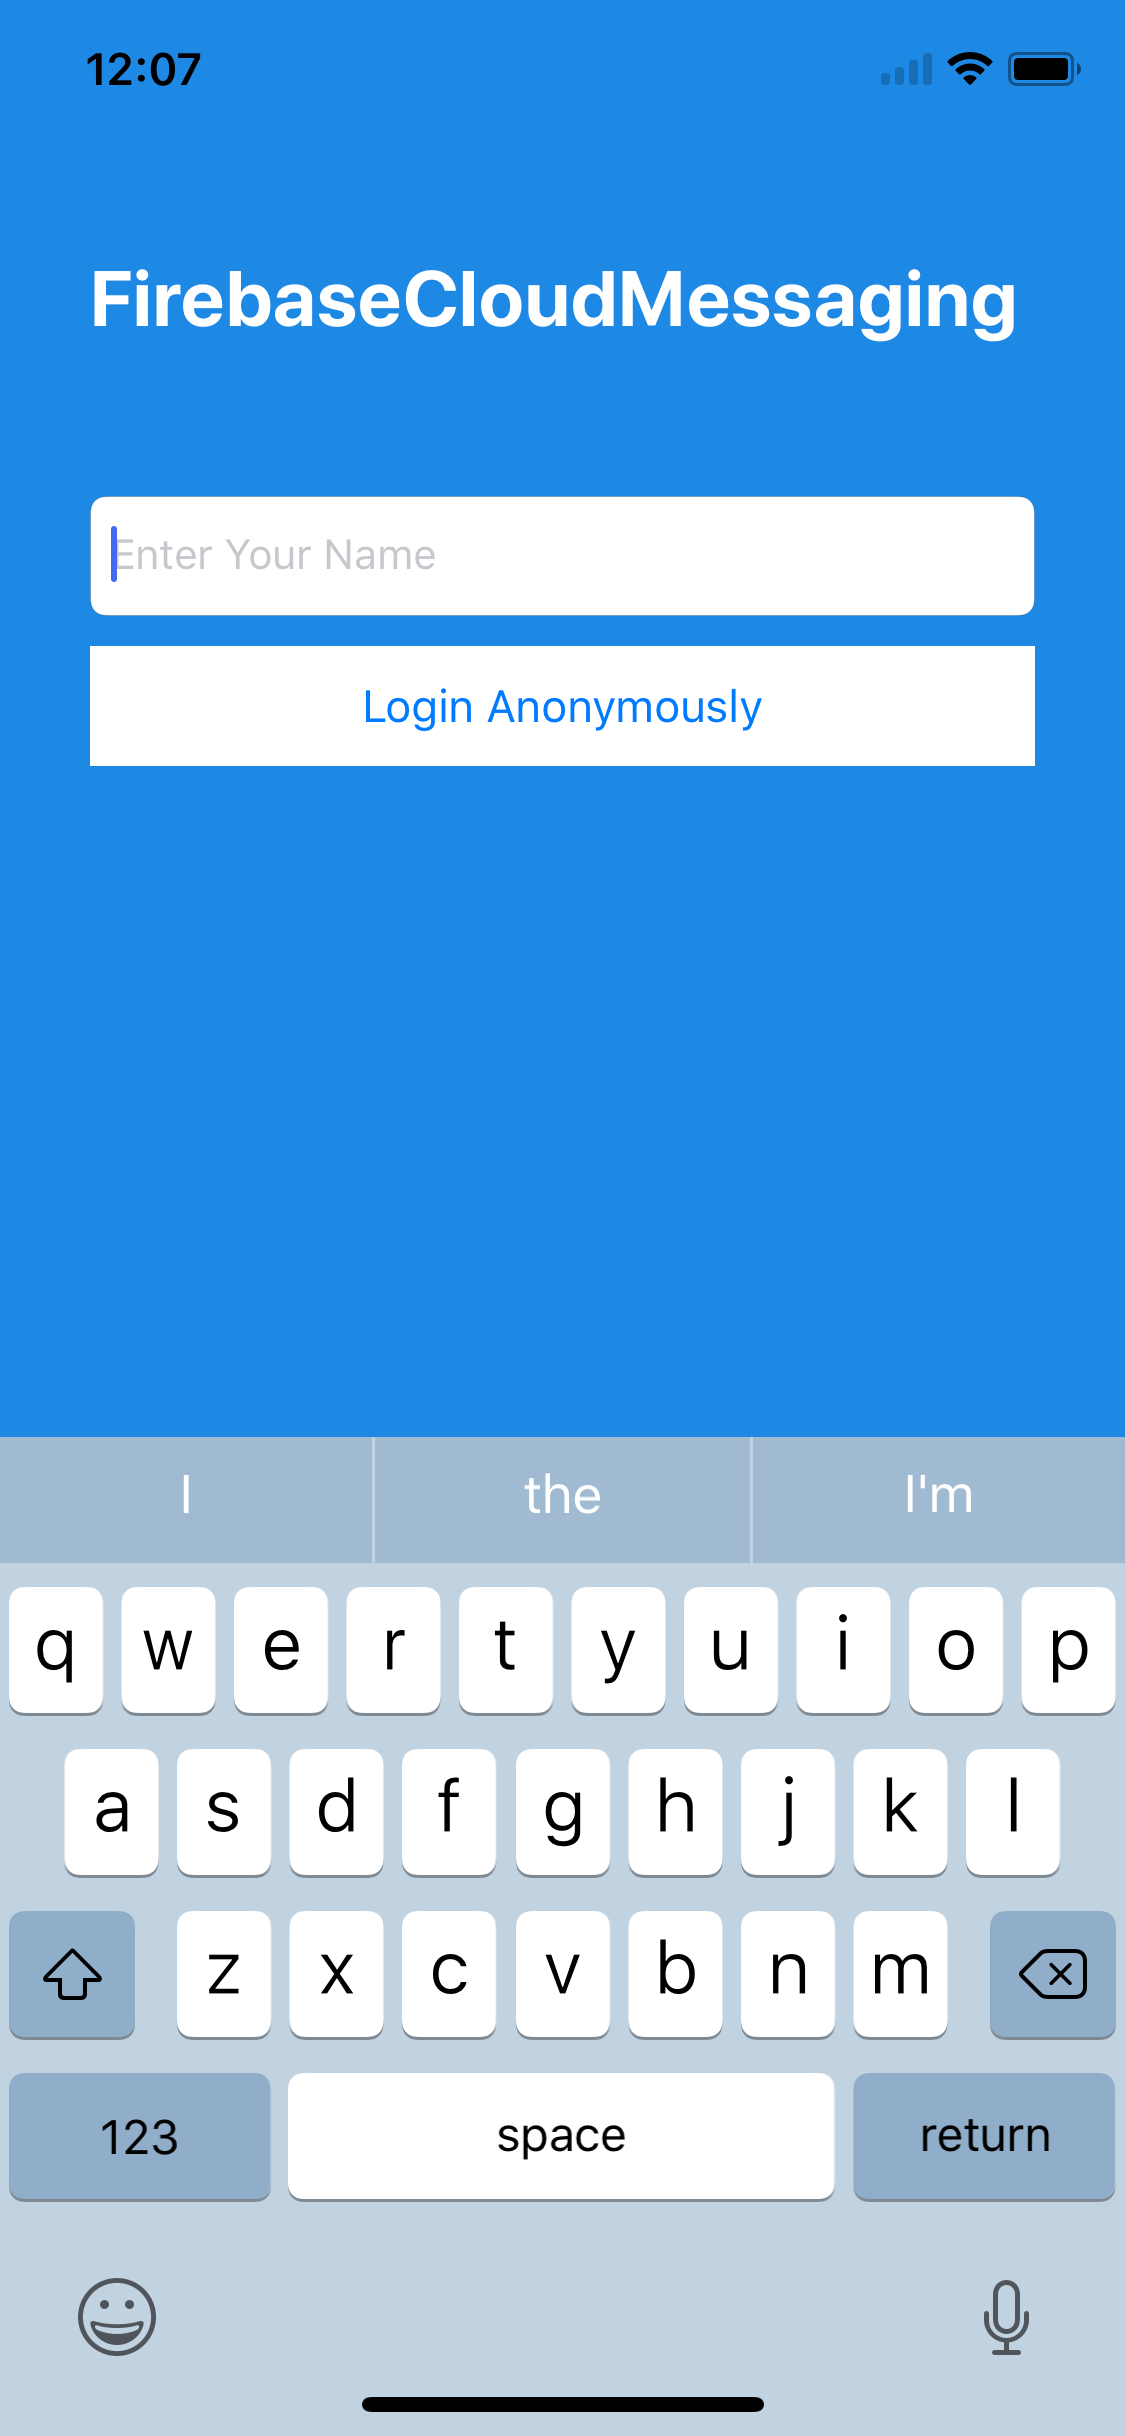 12:07
FirebaseCloudMessaging
Enter Your Name
Login Anonymously
I the I'm
q w e r t y u i o p
a s d f g h j k l
z x c v b n m
123 space return